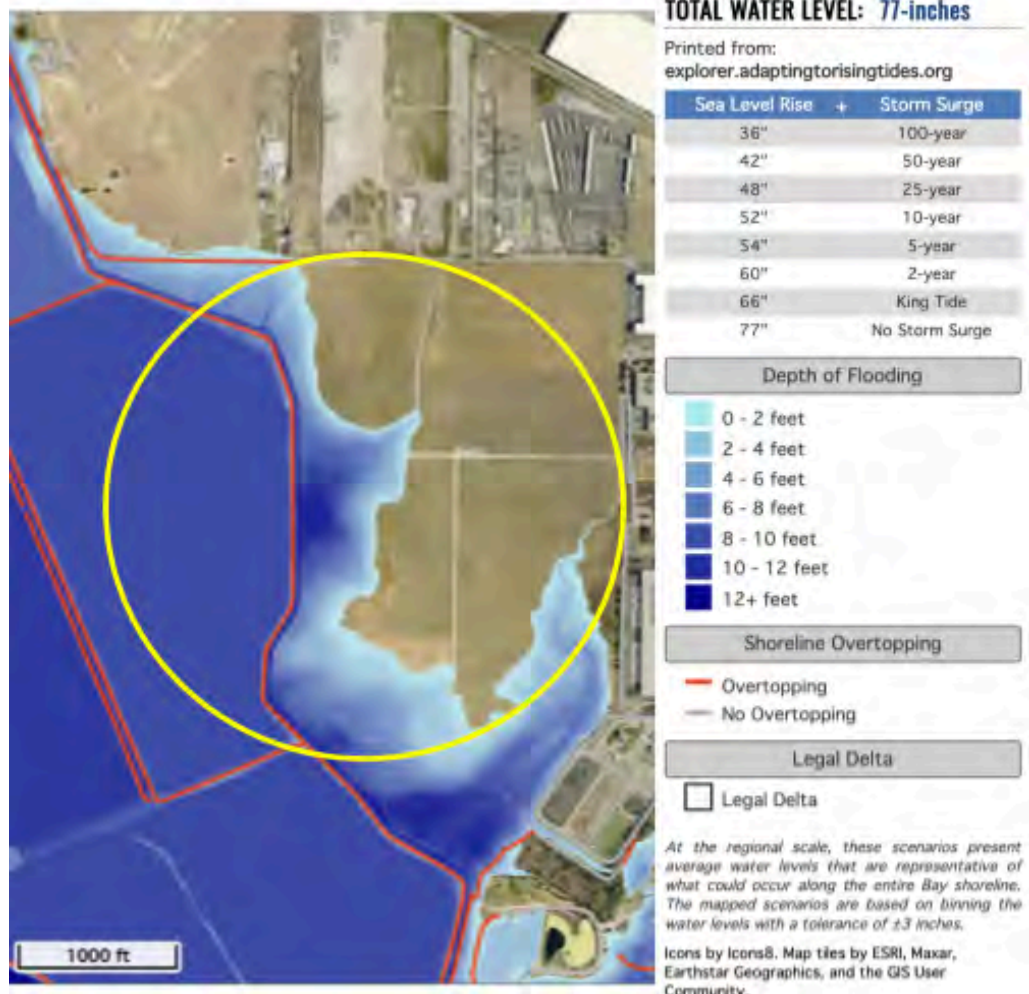 TOTAL WATER LEVEL: 77-inches
Printed from:
explorer.adaptingtorisingtides.org
Sea Level Rise + Storm Surge
36" 100-year
42" 50-year
48" 25-year
52" 10-year
54" 5-year
60" 2-year
66" King Tide
77" No Storm Surge
Depth of Flooding
0 - 2 feet
2 - 4 feet
4 - 6 feet
6 - 8 feet
8 - 10 feet
10 - 12 feet
12+ feet
Shoreline Overtopping
Overtopping
No Overtopping
Legal Delta
Legal Delta
At the regional scale, these scenarios present
average water levels that are representative of
what could occur along the entire Bay shoreline.
The mapped scenarios are based on binning the
water levels with a tolerance of ±3 inches.
Icons by Icons8. Map tiles by ESRI, Maxar,
Earthstar Geographics, and the GIS User
Community.
1000 ft